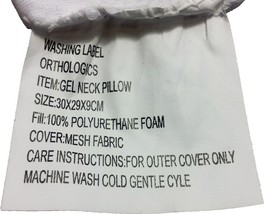 WASHING LABEL
ORTHOLOGICS
ITEM:GEL NECK PILLOW
SIZE:30X29X9CM
Fill:100% POLYURETHANE FOAM
COVER:MESH FABRIC
CARE INSTRUCTIONS:FOR OUTER COVER ONLY
MACHINE WASH COLD GENTLE CYLE